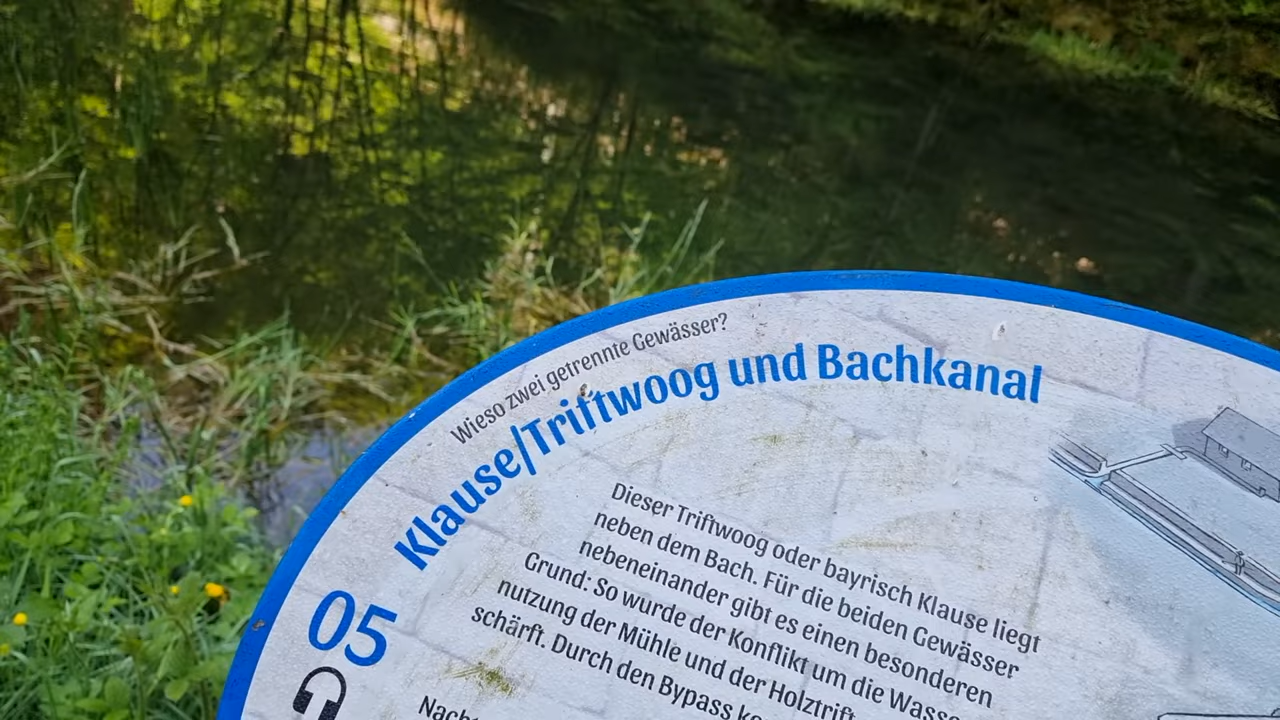 Wieso zwei getrennte Gewässer?
Klause/Triftwoog und Bachkanal
05
Dieser Triftwoog oder bayrisch Klause liegt
neben dem Bach. Für die beiden Gewässer
nebeneinander gibt es einen besonderen
Grund: So wurde der Konflikt um die
nutzung der Mühle und der Holztrift
schärft. Durch den Bypass